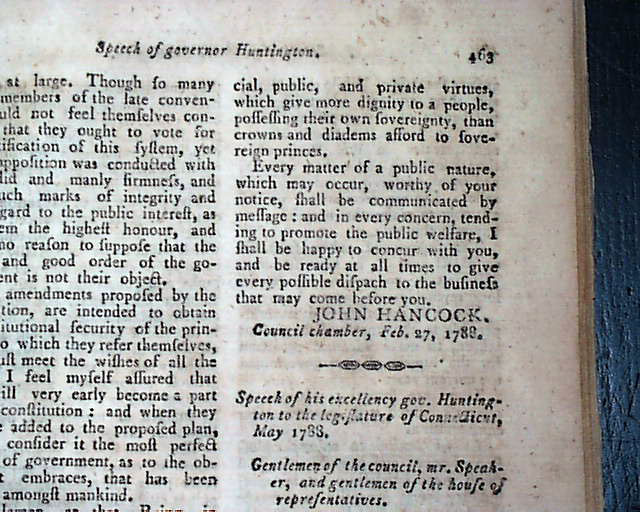 Speech of governor Huntington.
463
at large. Though ſo many
members of the late conven-
uld not feel themſelves con-
that they ought to vote for
tification of this ſyſtem, yet
oppoſition was conducted with
did and manly firmneſs, and
uch marks of integrity and
gard to the public intereſt, as
em the higheſt honour, and
no reaſon to ſuppoſe that the
and good order of the go-
ent is not their object.
amendments propoſed by the
tion, are intended to obtain
itutional ſecurity of the prin-
o which they refer themſelves,
uſt meet the wiſhes of all the
I feel myſelf aſſured that
ill very early become a part
conſtitution: and when they
e added to the propoſed plan,
conſider it the moſt perfect
of government, as to the ob-
t embraces, that has been
amongſt mankind.
that Being in
cial, public, and private virtues,
which give more dignity to a people,
poſſeſſing their own ſovereignty, than
crowns and diadems afford to ſove-
reign princes.
Every matter of a public nature,
which may occur, worthy of your
notice, ſhall be communicated by
meſſage: and in every concern, tend-
ing to promote the public welfare, I
ſhall be happy to concur with you,
and be ready at all times to give
every poſſible diſpatch to the buſineſs
that may come before you.
JOHN HANCOCK.
Council chamber, Feb. 27, 1788.
Speech of his excellency gov. Hunting-
ton to the legiſlature of Connecticut,
May 1788.
Gentlemen of the council, mr. Speak-
er, and gentlemen of the houſe of
repreſentatives.